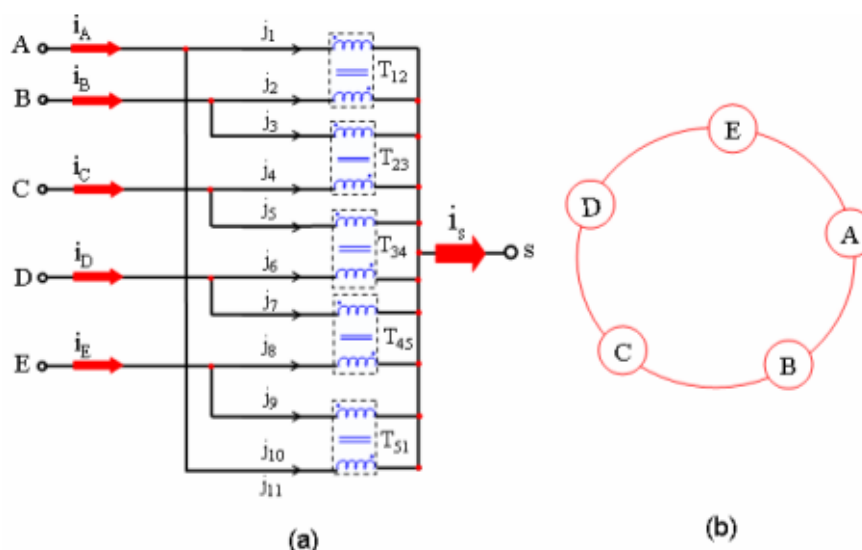 A i_A j_1
T_12
B i_B j_2
j_3
T_23
C i_C j_4
j_5
T_34
i_s s
D i_D j_6
j_7
T_45
E i_E j_8
j_9
T_51
j_10
j_11
(a)
E
D A
C B
(b)